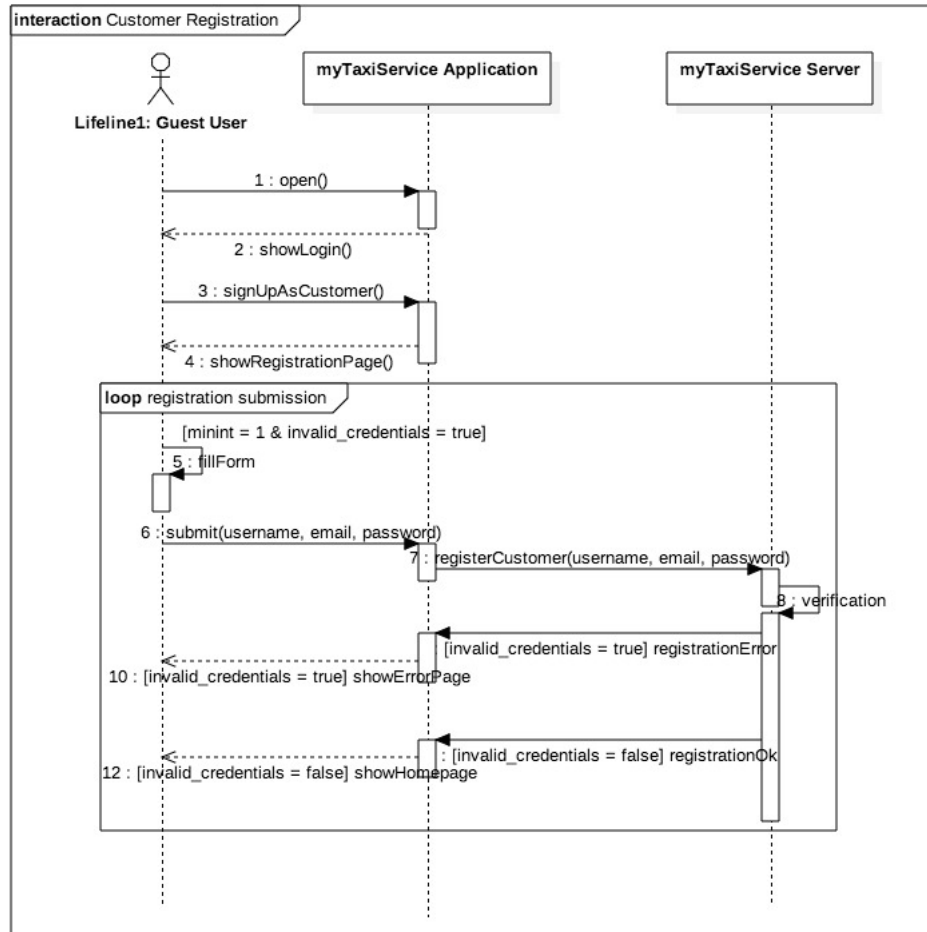 interaction Customer Registration
myTaxiService Application
myTaxiService Server
Lifeline1: Guest User
1 : open()
2 : showLogin()
3 : signUpAsCustomer()
4 : showRegistrationPage()
loop registration submission
[minint = 1 & invalid_credentials = true]
5 : fillForm
6 : submit(username, email, password)
7 : registerCustomer(username, email, password)
8 : verification
: [invalid_credentials = true] registrationError
10 : [invalid_credentials = true] showErrorPage
: [invalid_credentials = false] registrationOk
12 : [invalid_credentials = false] showHomepage